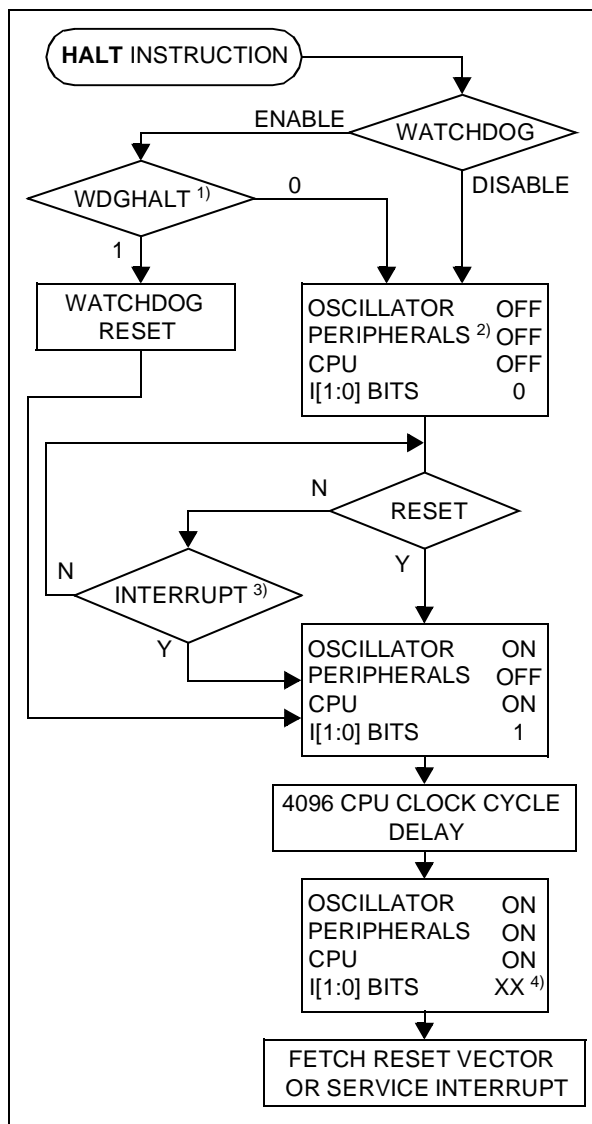 HALT INSTRUCTION
ENABLE
WATCHDOG
WDGHALT 1)
0
DISABLE
1
WATCHDOG
RESET
OSCILLATOR OFF
PERIPHERALS 2) OFF
CPU OFF
I[1:0] BITS 0
N
RESET
N
INTERRUPT 3)
Y
Y
OSCILLATOR ON
PERIPHERALS OFF
CPU ON
I[1:0] BITS 1
4096 CPU CLOCK CYCLE
DELAY
OSCILLATOR ON
PERIPHERALS ON
CPU ON
I[1:0] BITS XX 4)
FETCH RESET VECTOR
OR SERVICE INTERRUPT